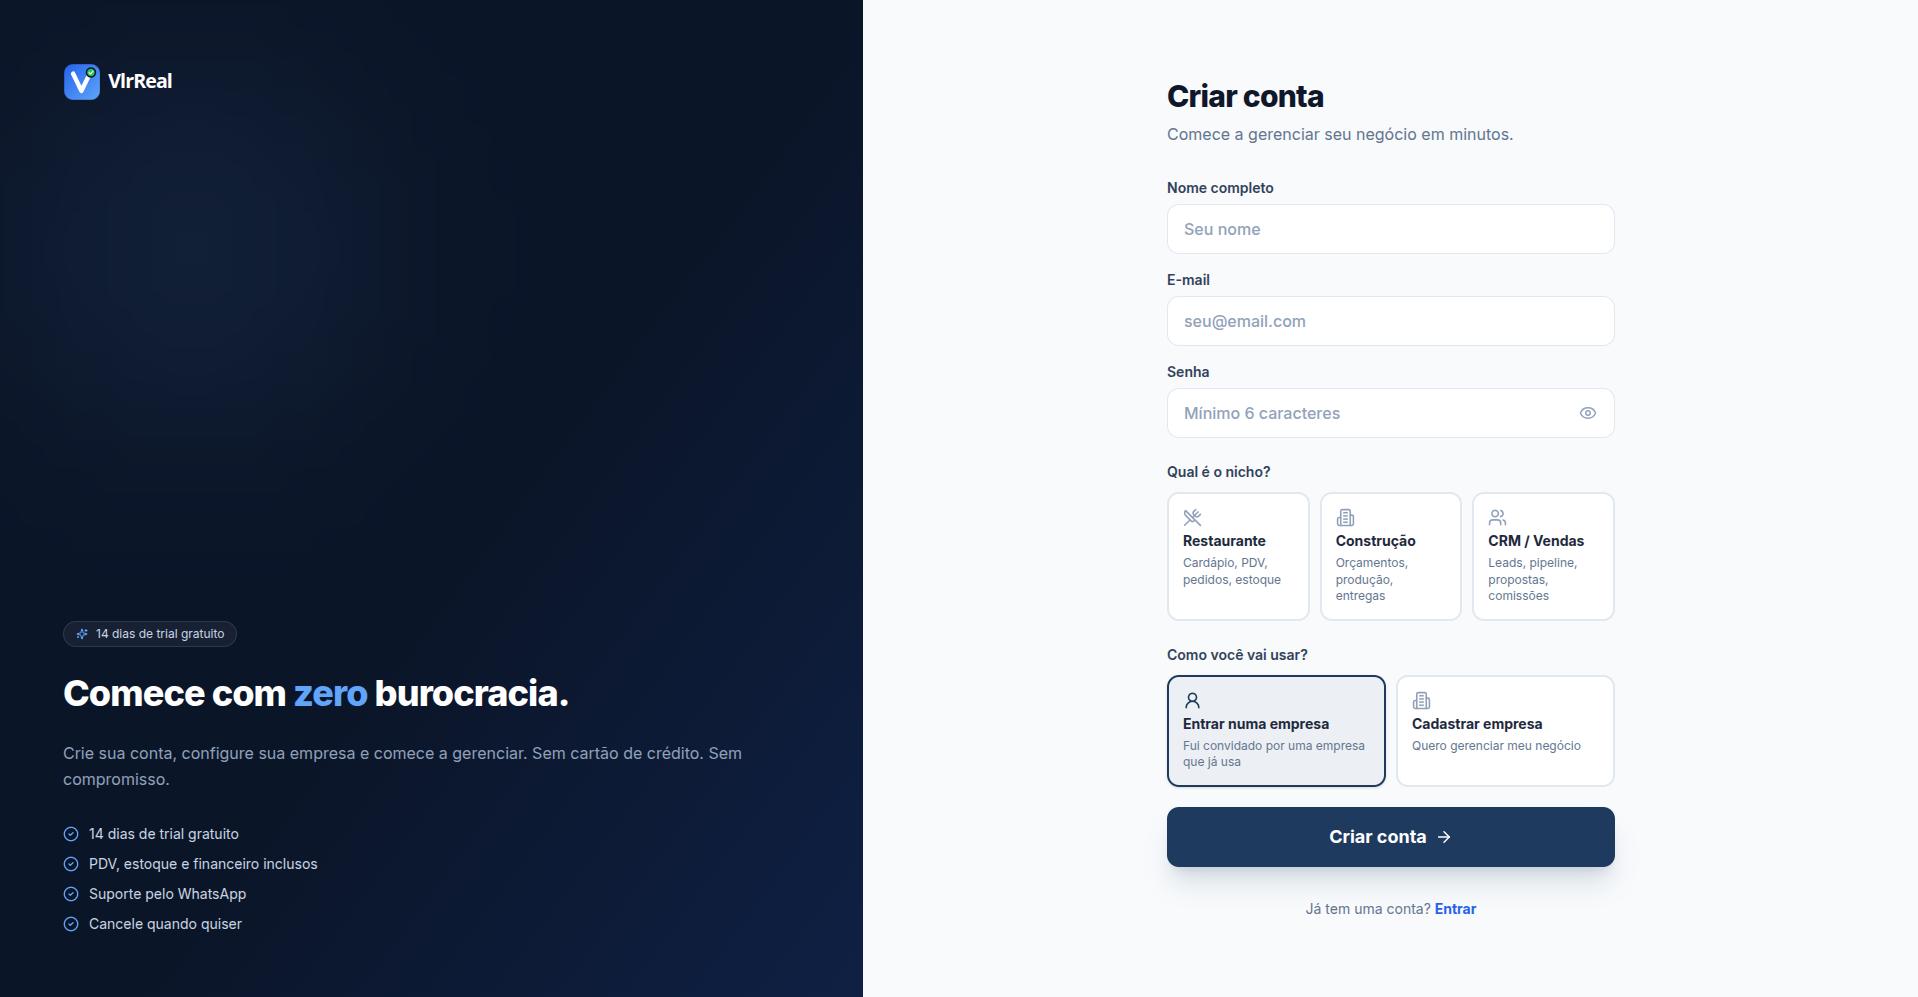 VlrReal
14 dias de trial gratuito
Comece com zero burocracia.
Crie sua conta, configure sua empresa e comece a gerenciar. Sem cartão de crédito. Sem
compromisso.
14 dias de trial gratuito
PDV, estoque e financeiro inclusos
Suporte pelo WhatsApp
Cancele quando quiser
Criar conta
Comece a gerenciar seu negócio em minutos.
Nome completo
Seu nome
E-mail
seu@email.com
Senha
Mínimo 6 caracteres
Qual é o nicho?
Restaurante
Cardápio, PDV,
pedidos, estoque
Construção
Orçamentos,
produção,
entregas
CRM / Vendas
Leads, pipeline,
propostas,
comissões
Como você vai usar?
Entrar numa empresa
Fui convidado por uma empresa
que já usa
Cadastrar empresa
Quero gerenciar meu negócio
Criar conta
Já tem uma conta? Entrar